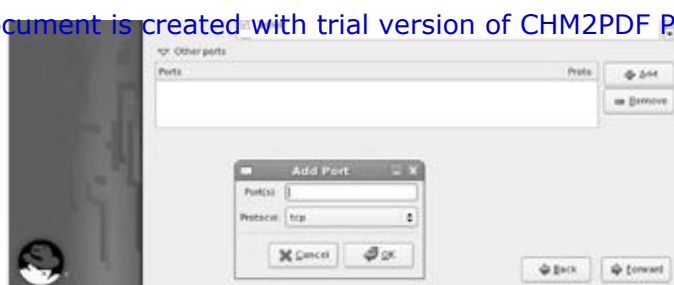 cument is created with trial version of CHM2PDF P
Other ports
Ports Proto
Add
Remove
Add Port
Port(s):
Protocol: tcp
Cancel OK
Back Forward